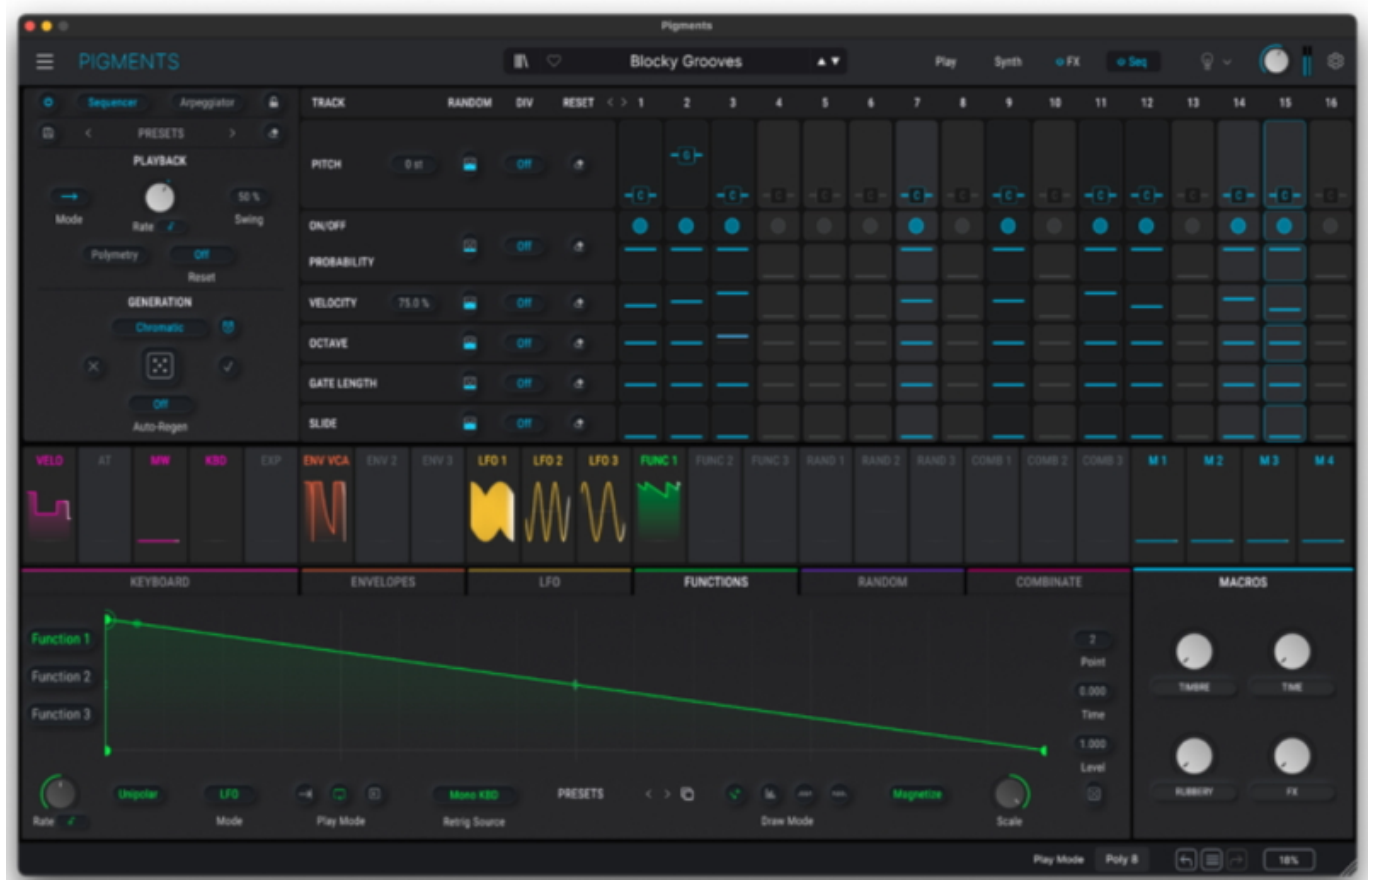 Pigments
PIGMENTS
Blocky Grooves
Play Synth FX Seq
Sequencer Arpeggiator
TRACK RANDOM DIV RESET < > 1 2 3 4 5 6 7 8 9 10 11 12 13 14 15 16
< PRESETS >
PLAYBACK
PITCH 0 st Off
G
C C C C C C C C C C C C C C C
50 %
Mode Rate Swing
ON/OFF
Off
Polymetry Off
PROBABILITY
Reset
GENERATION
VELOCITY 75.0 % Off
Chromatic
OCTAVE Off
GATE LENGTH Off
Off
Auto-Regen
SLIDE Off
VELO AT MW KBD EXP ENV VCA ENV 2 ENV 3 LFO 1 LFO 2 LFO 3 FUNC 1 FUNC 2 FUNC 3 RAND 1 RAND 2 RAND 3 COMB 1 COMB 2 COMB 3 M 1 M 2 M 3 M 4
KEYBOARD ENVELOPES LFO FUNCTIONS RANDOM COMBINATE MACROS
Function 1
2
Point
Function 2
0.000
TIMBRE TIME
Function 3
Time
1.000
Level
Unipolar LFO Mono KBD PRESETS < > Magnetize
RUBBERY FX
Rate Mode Play Mode Retrig Source Draw Mode Scale
Play Mode Poly 8 18%